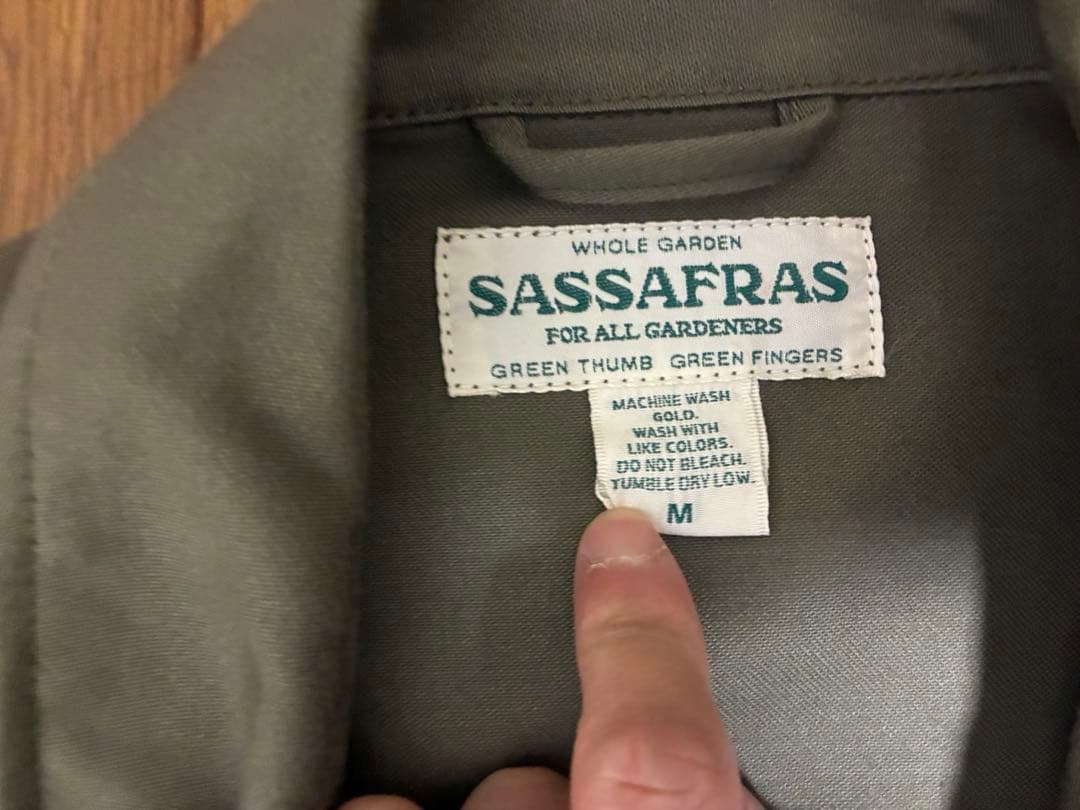 WHOLE GARDEN
SASSAFRAS
FOR ALL GARDENERS
GREEN THUMB GREEN FINGERS
MACHINE WASH
GOLD.
WASH WITH
LIKE COLORS.
DO NOT BLEACH.
TUMBLE DRY LOW.
M